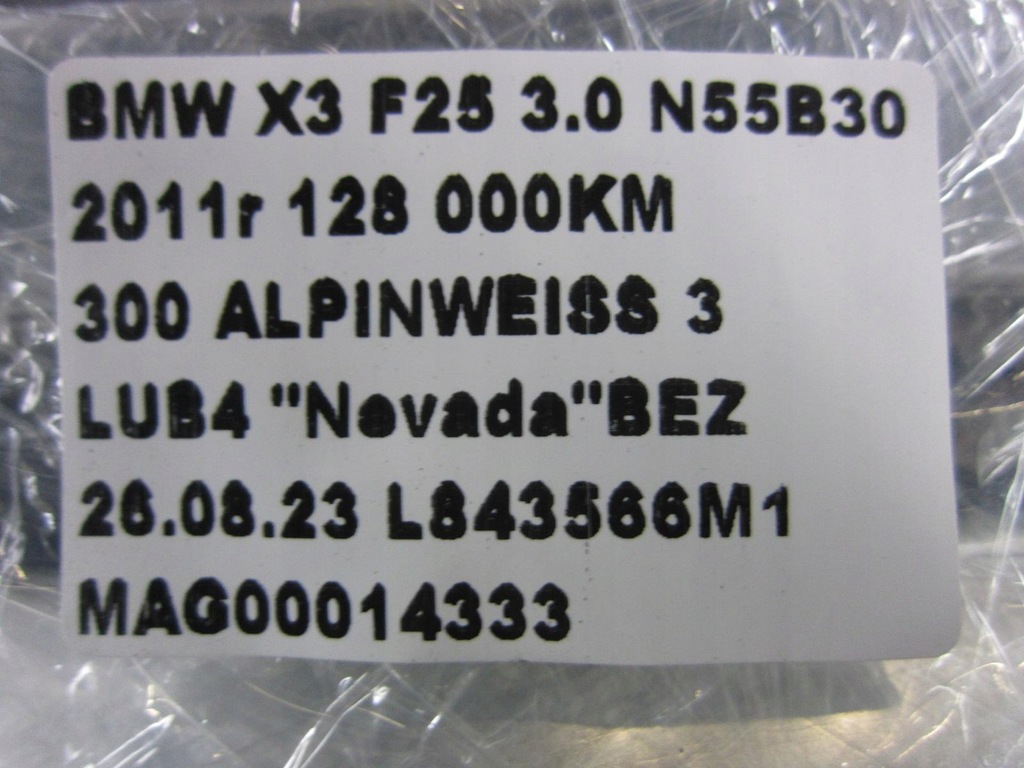 BMW X3 F25 3.0 N55B30
2011r 128 000KM
300 ALPINWEISS 3
LUB4 "Nevada"BEZ
26.08.23 L843566M1
MAG00014333